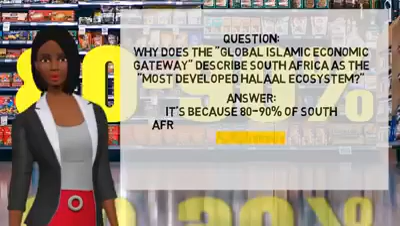 QUESTION:
WHY DOES THE "GLOBAL ISLAMIC ECONOMIC
GATEWAY" DESCRIBE SOUTH AFRICA AS THE
"MOST DEVELOPED HALAAL ECOSYSTEM?"
ANSWER:
IT'S BECAUSE 80-90% OF SOUTH
AFR